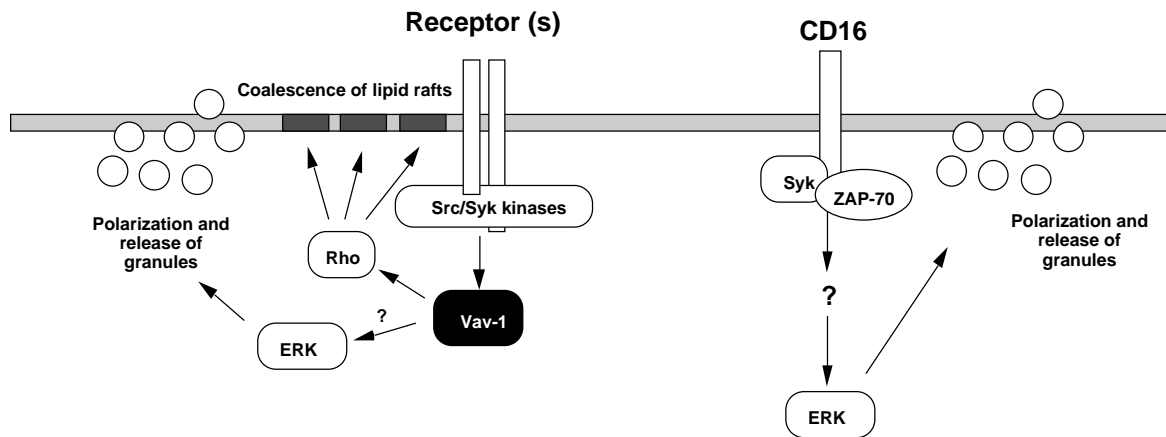 Receptor (s)
CD16
Coalescence of lipid rafts
Syk
ZAP-70
Src/Syk kinases
Polarization and
release of
granules
Rho
Polarization and
release of
granules
?
?
Vav-1
ERK
ERK